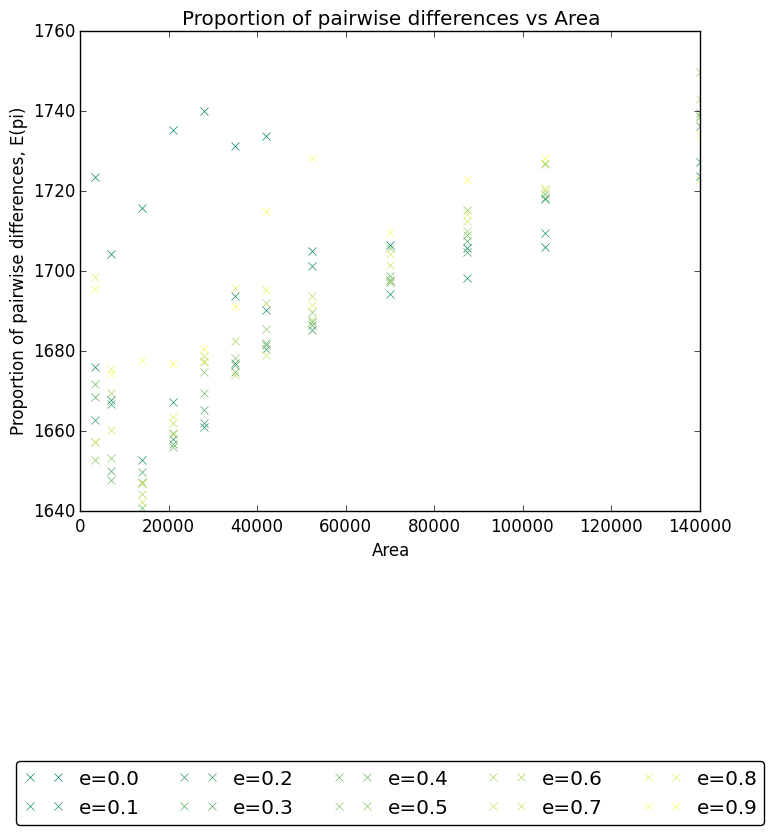 Proportion of pairwise differences vs Area
Proportion of pairwise differences, E(pi)
1760
1740
1720
1700
1680
1660
1640
0 20000 40000 60000 80000 100000 120000 140000
Area
e=0.0 e=0.2 e=0.4 e=0.6 e=0.8
e=0.1 e=0.3 e=0.5 e=0.7 e=0.9